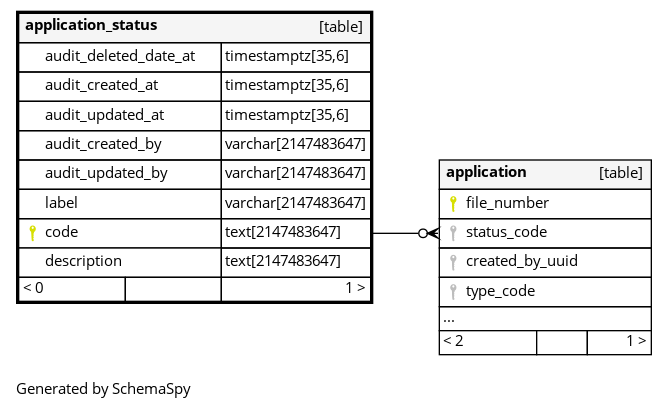 application_status [table]
audit_deleted_date_at timestamptz[35,6]
audit_created_at timestamptz[35,6]
audit_updated_at timestamptz[35,6]
audit_created_by varchar[2147483647]
audit_updated_by varchar[2147483647]
label varchar[2147483647]
code text[2147483647]
description text[2147483647]
< 0 1 >
application [table]
file_number
status_code
created_by_uuid
type_code
...
< 2 1 >
Generated by SchemaSpy